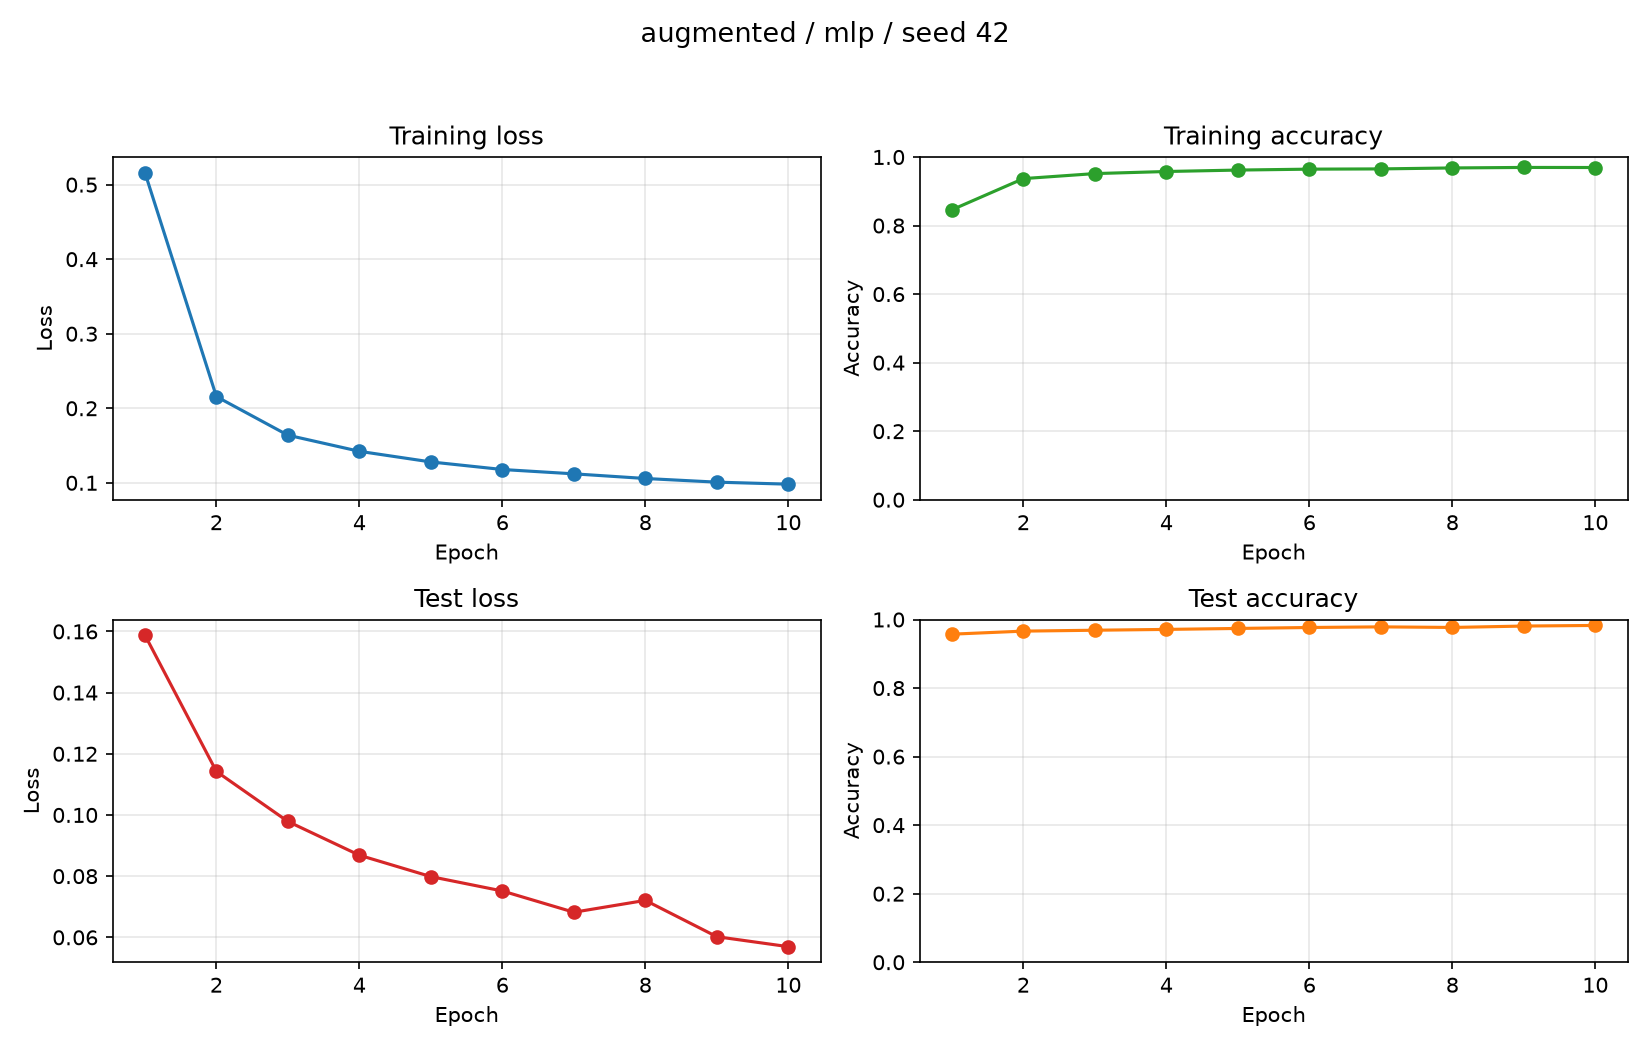 augmented / mlp / seed 42
Training loss
Loss
0.5
0.4
0.3
0.2
0.1
2 4 6 8 10
Epoch
Training accuracy
Accuracy
1.0
0.8
0.6
0.4
0.2
0.0
2 4 6 8 10
Epoch
Test loss
Loss
0.16
0.14
0.12
0.10
0.08
0.06
2 4 6 8 10
Epoch
Test accuracy
Accuracy
1.0
0.8
0.6
0.4
0.2
0.0
2 4 6 8 10
Epoch